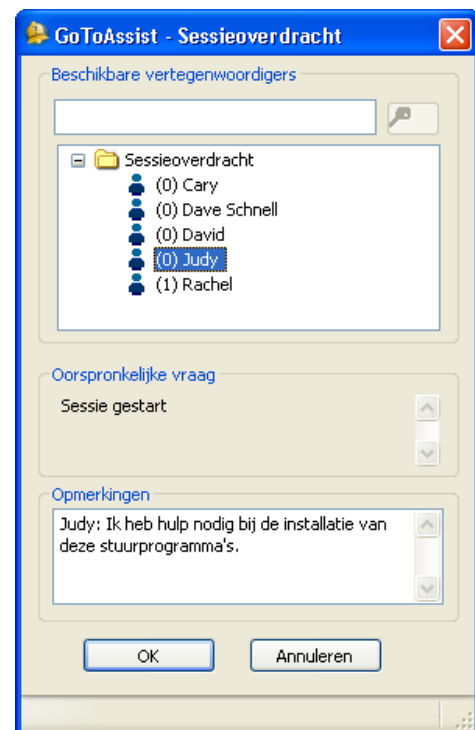 GoToAssist - Sessieoverdracht
Beschikbare vertegenwoordigers
Sessieoverdracht
(0) Cary
(0) Dave Schnell
(0) David
(0) Judy
(1) Rachel
Oorspronkelijke vraag
Sessie gestart
Opmerkingen
Judy: Ik heb hulp nodig bij de installatie van
deze stuurprogramma's.
OK
Annuleren